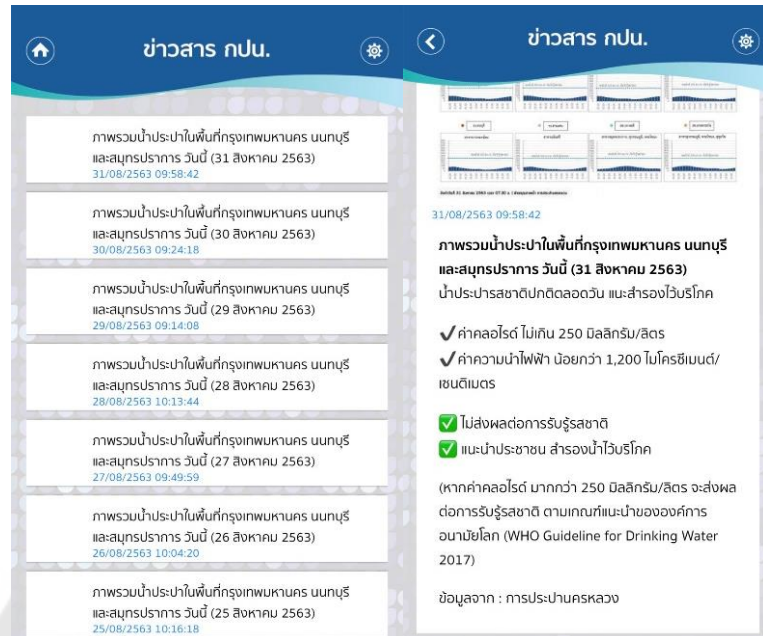 ข่าวสาร กปน.
ภาพรวมน้ำประปาในพื้นที่กรุงเทพมหานคร นนทบุรี
และสมุทรปราการ วันนี้ (31 สิงหาคม 2563)
31/08/2563 09:58:42
ภาพรวมน้ำประปาในพื้นที่กรุงเทพมหานคร นนทบุรี
และสมุทรปราการ วันนี้ (30 สิงหาคม 2563)
30/08/2563 09:24:18
ภาพรวมน้ำประปาในพื้นที่กรุงเทพมหานคร นนทบุรี
และสมุทรปราการ วันนี้ (29 สิงหาคม 2563)
29/08/2563 09:14:08
ภาพรวมน้ำประปาในพื้นที่กรุงเทพมหานคร นนทบุรี
และสมุทรปราการ วันนี้ (28 สิงหาคม 2563)
28/08/2563 10:13:44
ภาพรวมน้ำประปาในพื้นที่กรุงเทพมหานคร นนทบุรี
และสมุทรปราการ วันนี้ (27 สิงหาคม 2563)
27/08/2563 09:49:59
ภาพรวมน้ำประปาในพื้นที่กรุงเทพมหานคร นนทบุรี
และสมุทรปราการ วันนี้ (26 สิงหาคม 2563)
26/08/2563 10:04:20
ภาพรวมน้ำประปาในพื้นที่กรุงเทพมหานคร นนทบุรี
และสมุทรปราการ วันนี้ (25 สิงหาคม 2563)
25/08/2563 10:16:18
ข่าวสาร กปน.
31/08/2563 09:58:42
ภาพรวมน้ำประปาในพื้นที่กรุงเทพมหานคร นนทบุรี
และสมุทรปราการ วันนี้ (31 สิงหาคม 2563)
น้ำประปารสชาติปกติตลอดวัน แนะสำรองไว้บริโภค
✔ค่าคลอไรด์ ไม่เกิน 250 มิลลิกรัม/ลิตร
✔ค่าความนำไฟฟ้า น้อยกว่า 1,200 ไมโครซีเมนต์/
เซนติเมตร
✅ ไม่ส่งผลต่อการรับรู้รสชาติ
✅ แนะนำประชาชน สำรองน้ำไว้บริโภค
(หากค่าคลอไรด์ มากกว่า 250 มิลลิกรัม/ลิตร จะส่งผล
ต่อการรับรู้รสชาติ ตามเกณฑ์แนะนำขององค์การ
อนามัยโลก (WHO Guideline for Drinking Water
2017)
ข้อมูลจาก : การประปานครหลวง